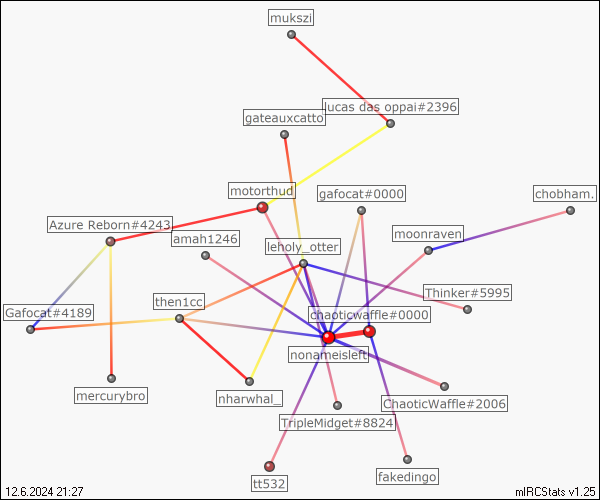 mukszi
lucas das oppai#2396
gateauxcatto
motorthud
gafocat#0000
chobham.
Azure Reborn#4243
amah1246
leholy_otter
moonraven
Gafocat#4189
then1cc
chaoticwaffle#0000
Thinker#5995
nonameisleft
mercurybro
nharwhal_
TripleMidget#8824
ChaoticWaffle#2006
tt532
fakedingo
12.6.2024 21:27
mIRCStats v1.25